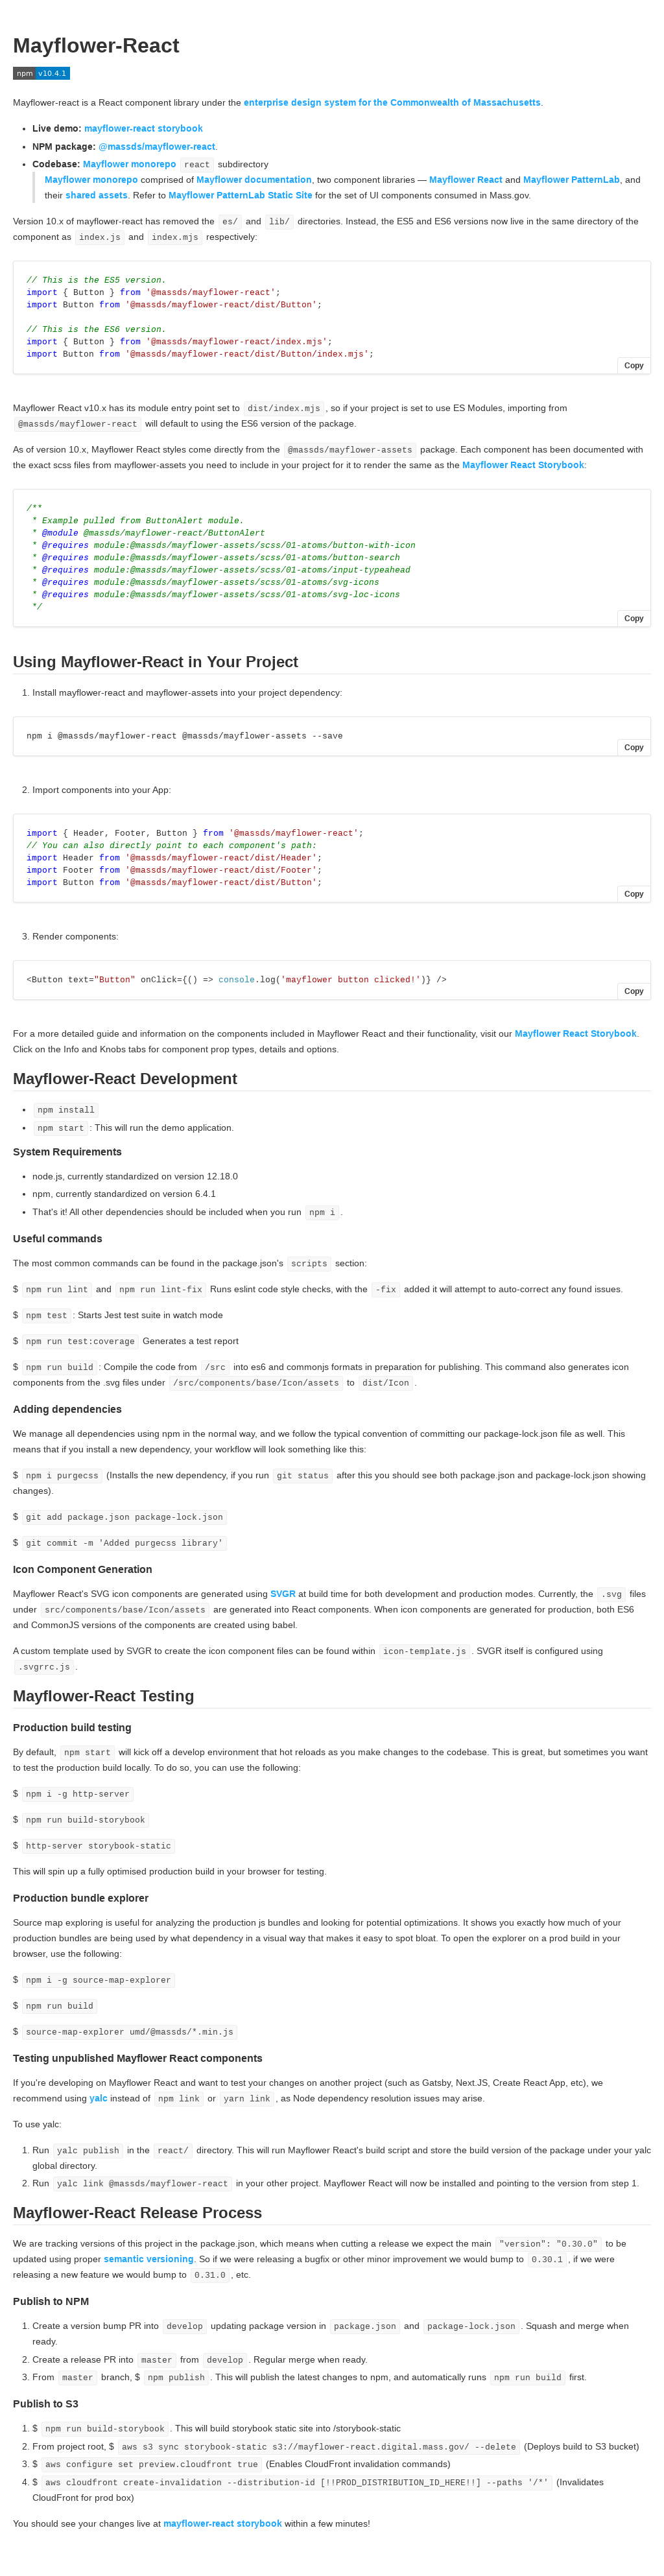 Mayflower-React
npm v10.4.1
Mayflower-react is a React component library under the enterprise design system for the Commonwealth of Massachusetts.
• Live demo: mayflower-react storybook
• NPM package: @massds/mayflower-react.
• Codebase: Mayflower monorepo react subdirectory
Mayflower monorepo comprised of Mayflower documentation, two component libraries — Mayflower React and Mayflower PatternLab, and
their shared assets. Refer to Mayflower PatternLab Static Site for the set of UI components consumed in Mass.gov.
Version 10.x of mayflower-react has removed the es/ and lib/ directories. Instead, the ES5 and ES6 versions now live in the same directory of the
component as index.js and index.mjs respectively:
// This is the ES5 version.
import { Button } from '@massds/mayflower-react';
import Button from '@massds/mayflower-react/dist/Button';
// This is the ES6 version.
import { Button } from '@massds/mayflower-react/index.mjs';
import Button from '@massds/mayflower-react/dist/Button/index.mjs';
Copy
Mayflower React v10.x has its module entry point set to dist/index.mjs, so if your project is set to use ES Modules, importing from
@massds/mayflower-react will default to using the ES6 version of the package.
As of version 10.x, Mayflower React styles come directly from the @massds/mayflower-assets package. Each component has been documented with
the exact scss files from mayflower-assets you need to include in your project for it to render the same as the Mayflower React Storybook:
/**
* Example pulled from ButtonAlert module.
* @module @massds/mayflower-react/ButtonAlert
* @requires module:@massds/mayflower-assets/scss/01-atoms/button-with-icon
* @requires module:@massds/mayflower-assets/scss/01-atoms/button-search
* @requires module:@massds/mayflower-assets/scss/01-atoms/input-typeahead
* @requires module:@massds/mayflower-assets/scss/01-atoms/svg-icons
* @requires module:@massds/mayflower-assets/scss/01-atoms/svg-loc-icons
*/
Copy
Using Mayflower-React in Your Project
1. Install mayflower-react and mayflower-assets into your project dependency:
npm i @massds/mayflower-react @massds/mayflower-assets --save
Copy
2. Import components into your App:
import { Header, Footer, Button } from '@massds/mayflower-react';
// You can also directly point to each component's path:
import Header from '@massds/mayflower-react/dist/Header';
import Footer from '@massds/mayflower-react/dist/Footer';
import Button from '@massds/mayflower-react/dist/Button';
Copy
3. Render components:
<Button text="Button" onClick={() => console.log('mayflower button clicked!')} />
Copy
For a more detailed guide and information on the components included in Mayflower React and their functionality, visit our Mayflower React Storybook.
Click on the Info and Knobs tabs for component prop types, details and options.
Mayflower-React Development
• npm install
• npm start: This will run the demo application.
System Requirements
• node.js, currently standardized on version 12.18.0
• npm, currently standardized on version 6.4.1
• That's it! All other dependencies should be included when you run npm i.
Useful commands
The most common commands can be found in the package.json's scripts section:
$ npm run lint and npm run lint-fix Runs eslint code style checks, with the -fix added it will attempt to auto-correct any found issues.
$ npm test: Starts Jest test suite in watch mode
$ npm run test:coverage Generates a test report
$ npm run build : Compile the code from /src into es6 and commonjs formats in preparation for publishing. This command also generates icon
components from the .svg files under /src/components/base/Icon/assets to dist/Icon.
Adding dependencies
We manage all dependencies using npm in the normal way, and we follow the typical convention of committing our package-lock.json file as well. This
means that if you install a new dependency, your workflow will look something like this:
$ npm i purgecss (Installs the new dependency, if you run git status after this you should see both package.json and package-lock.json showing
changes).
$ git add package.json package-lock.json
$ git commit -m 'Added purgecss library'
Icon Component Generation
Mayflower React's SVG icon components are generated using SVGR at build time for both development and production modes. Currently, the .svg files
under src/components/base/Icon/assets are generated into React components. When icon components are generated for production, both ES6
and CommonJS versions of the components are created using babel.
A custom template used by SVGR to create the icon component files can be found within icon-template.js. SVGR itself is configured using
.svgrrc.js.
Mayflower-React Testing
Production build testing
By default, npm start will kick off a develop environment that hot reloads as you make changes to the codebase. This is great, but sometimes you want
to test the production build locally. To do so, you can use the following:
$ npm i -g http-server
$ npm run build-storybook
$ http-server storybook-static
This will spin up a fully optimised production build in your browser for testing.
Production bundle explorer
Source map exploring is useful for analyzing the production js bundles and looking for potential optimizations. It shows you exactly how much of your
production bundles are being used by what dependency in a visual way that makes it easy to spot bloat. To open the explorer on a prod build in your
browser, use the following:
$ npm i -g source-map-explorer
$ npm run build
$ source-map-explorer umd/@massds/*.min.js
Testing unpublished Mayflower React components
If you're developing on Mayflower React and want to test your changes on another project (such as Gatsby, Next.JS, Create React App, etc), we
recommend using yalc instead of npm link or yarn link, as Node dependency resolution issues may arise.
To use yalc:
1. Run yalc publish in the react/ directory. This will run Mayflower React's build script and store the build version of the package under your yalc
global directory.
2. Run yalc link @massds/mayflower-react in your other project. Mayflower React will now be installed and pointing to the version from step 1.
Mayflower-React Release Process
We are tracking versions of this project in the package.json, which means when cutting a release we expect the main "version": "0.30.0" to be
updated using proper semantic versioning. So if we were releasing a bugfix or other minor improvement we would bump to 0.30.1, if we were
releasing a new feature we would bump to 0.31.0, etc.
Publish to NPM
1. Create a version bump PR into develop updating package version in package.json and package-lock.json. Squash and merge when
ready.
2. Create a release PR into master from develop. Regular merge when ready.
3. From master branch, $ npm publish. This will publish the latest changes to npm, and automatically runs npm run build first.
Publish to S3
1. $ npm run build-storybook. This will build storybook static site into /storybook-static
2. From project root, $ aws s3 sync storybook-static s3://mayflower-react.digital.mass.gov/ --delete (Deploys build to S3 bucket)
3. $ aws configure set preview.cloudfront true (Enables CloudFront invalidation commands)
4. $ aws cloudfront create-invalidation --distribution-id [!!PROD_DISTRIBUTION_ID_HERE!!] --paths '/*' (Invalidates
CloudFront for prod box)
You should see your changes live at mayflower-react storybook within a few minutes!